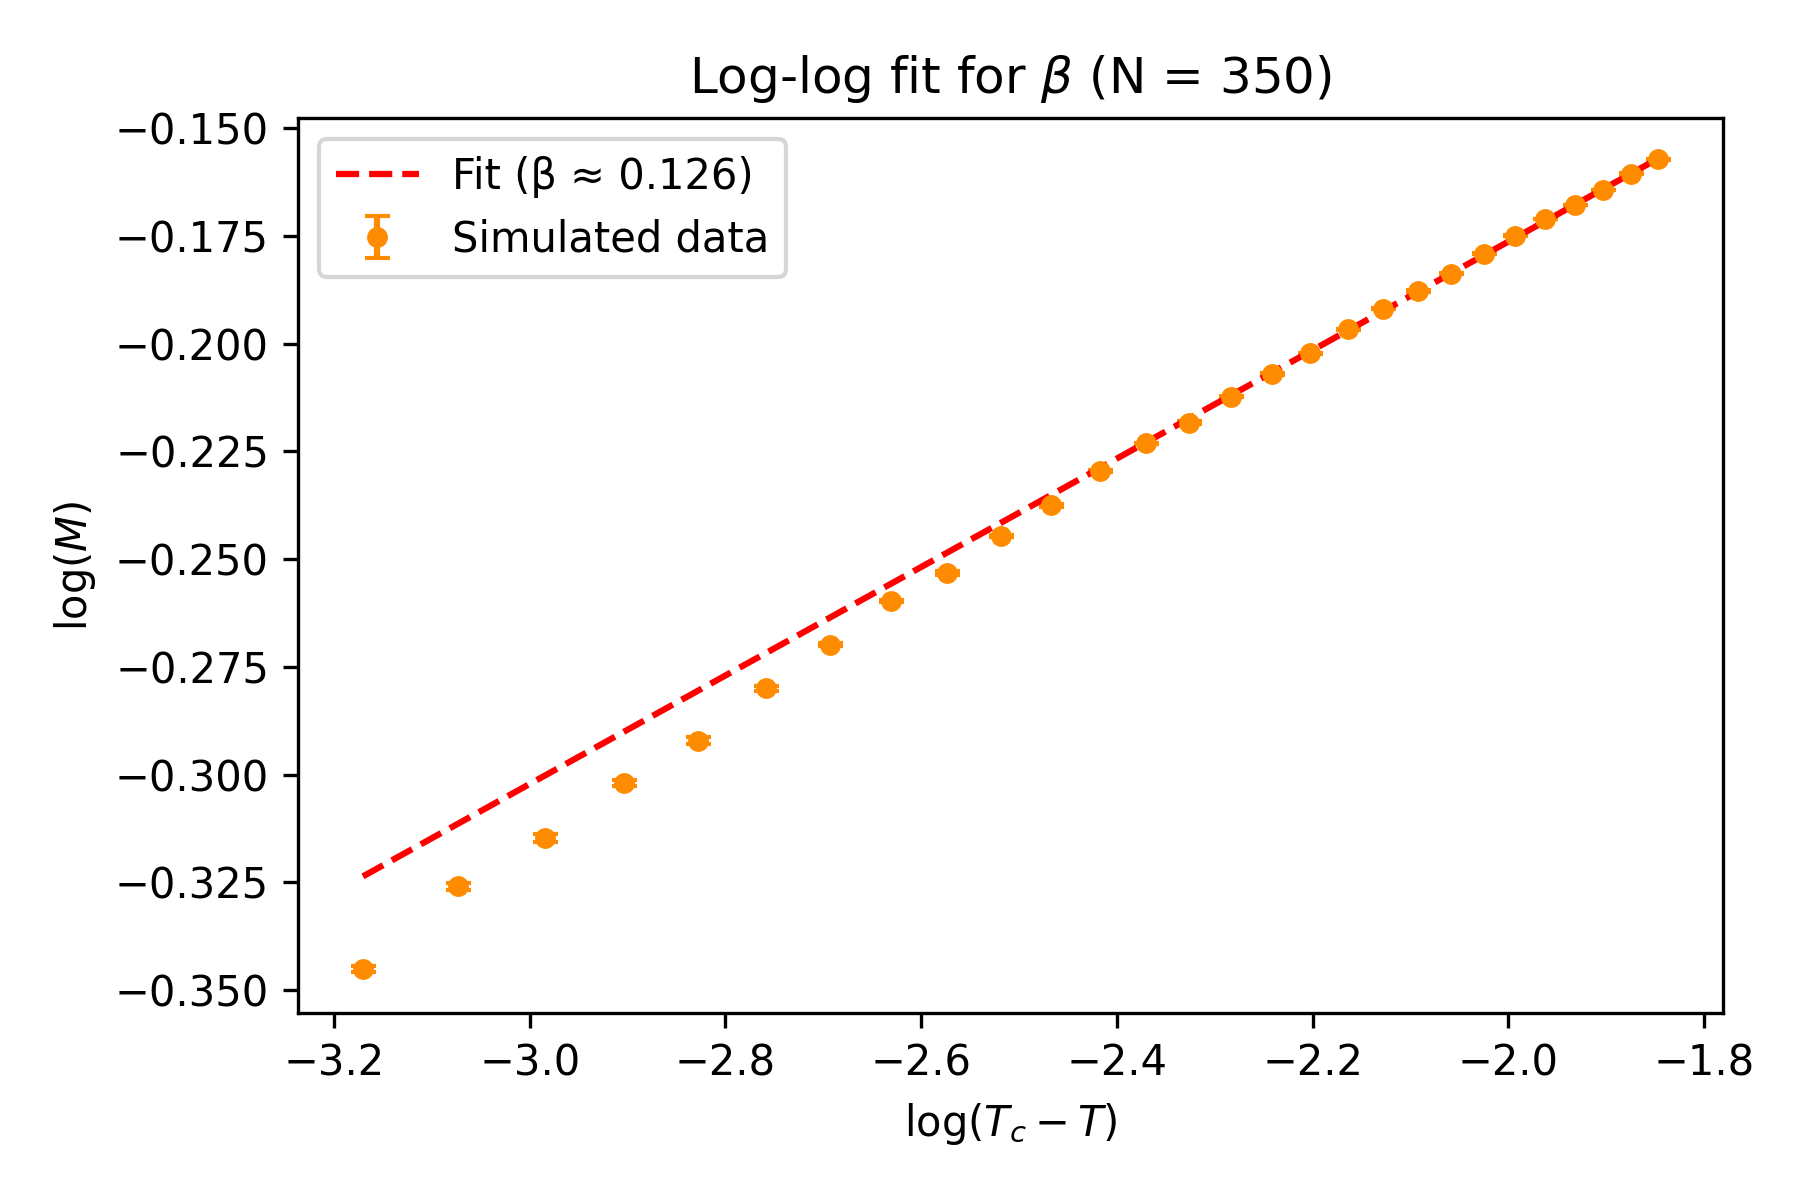 Log-log fit for β (N = 350)
Fit (β ≈ 0.126)
Simulated data
−0.150
−0.175
−0.200
−0.225
−0.250
−0.275
−0.300
−0.325
−0.350
log(M)
−3.2 −3.0 −2.8 −2.6 −2.4 −2.2 −2.0 −1.8
log(T_c − T)